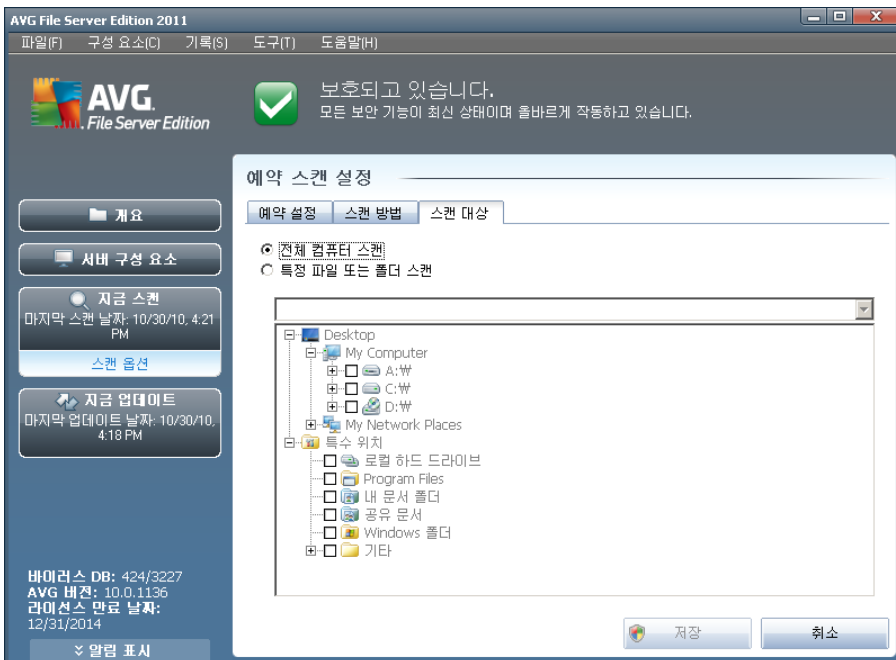 AVG File Server Edition 2011
파일(F) 구성 요소(C) 기록(S) 도구(T) 도움말(H)
AVG.
File Server Edition
보호되고 있습니다.
모든 보안 기능이 최신 상태이며 올바르게 작동하고 있습니다.
개요
서버 구성 요소
지금 스캔
마지막 스캔 날짜: 10/30/10, 4:21
PM
스캔 옵션
지금 업데이트
마지막 업데이트 날짜: 10/30/10,
4:18 PM
바이러스 DB: 424/3227
AVG 버전: 10.0.1136
라이선스 만료 날짜:
12/31/2014
알림 표시
예약 스캔 설정
예약 설정 스캔 방법 스캔 대상
전체 컴퓨터 스캔
특정 파일 또는 폴더 스캔
Desktop
My Computer
A:₩
C:₩
D:₩
My Network Places
특수 위치
로컬 하드 드라이브
Program Files
내 문서 폴더
공유 문서
Windows 폴더
기타
저장 취소